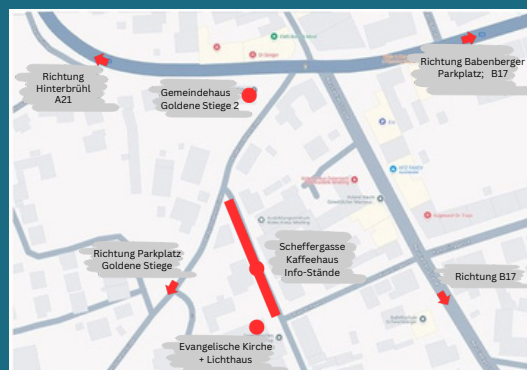 Richtung
Hinterbrühl
A21
Gemeindehaus
Goldene Stiege 2
Richtung Babenberger
Parkplatz; B17
Scheffergasse
Kaffeehaus
Info-Stände
Richtung Parkplatz
Goldene Stiege
Richtung B17
Evangelische Kirche
+ Lichthaus